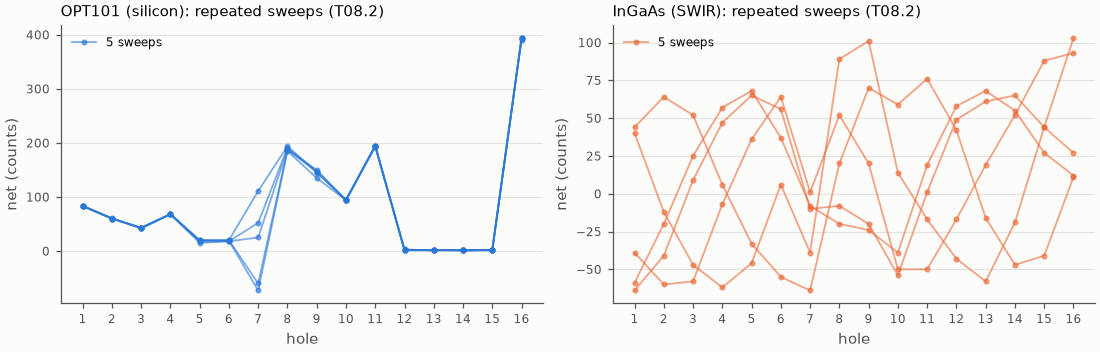 OPT101 (silicon): repeated sweeps (T08.2)
5 sweeps
400
300
200
100
0
net (counts)
1 2 3 4 5 6 7 8 9 10 11 12 13 14 15 16
hole
InGaAs (SWIR): repeated sweeps (T08.2)
5 sweeps
100
75
50
25
0
−25
−50
net (counts)
1 2 3 4 5 6 7 8 9 10 11 12 13 14 15 16
hole